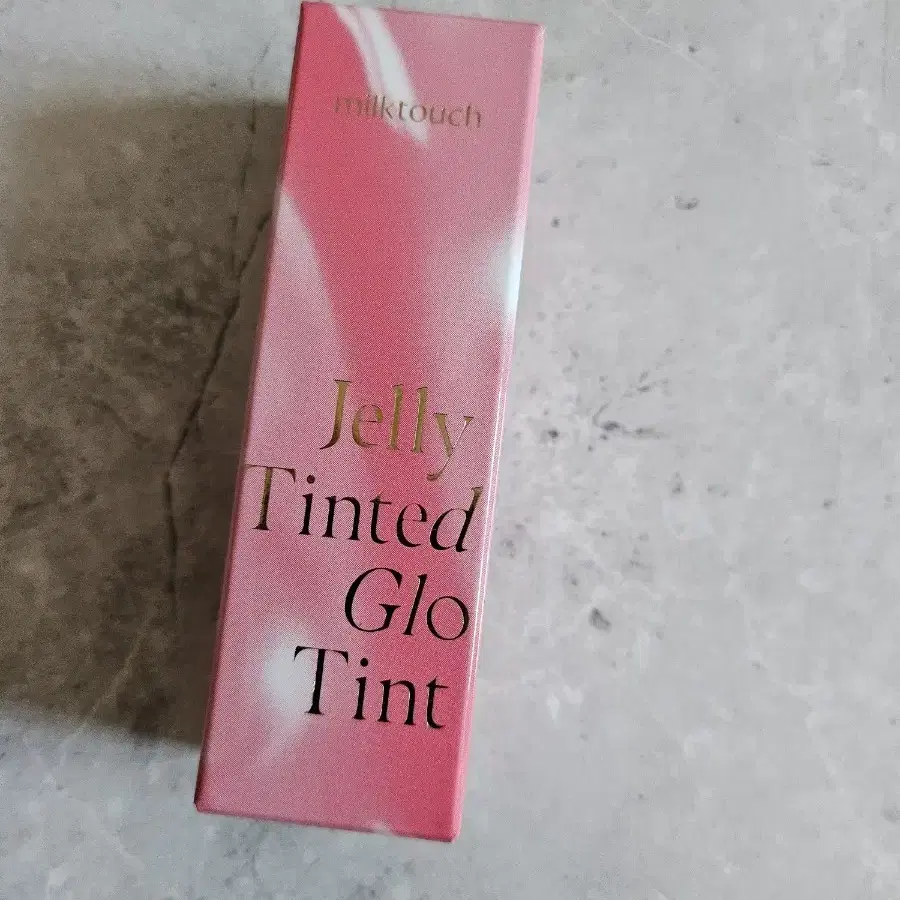 milktouch
Jelly
Tinted
Glo
Tint